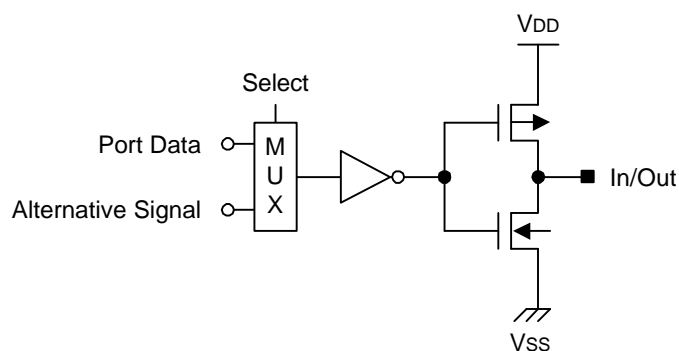 VDD
Select
Port Data
M
U
X
In/Out
Alternative Signal
VSS